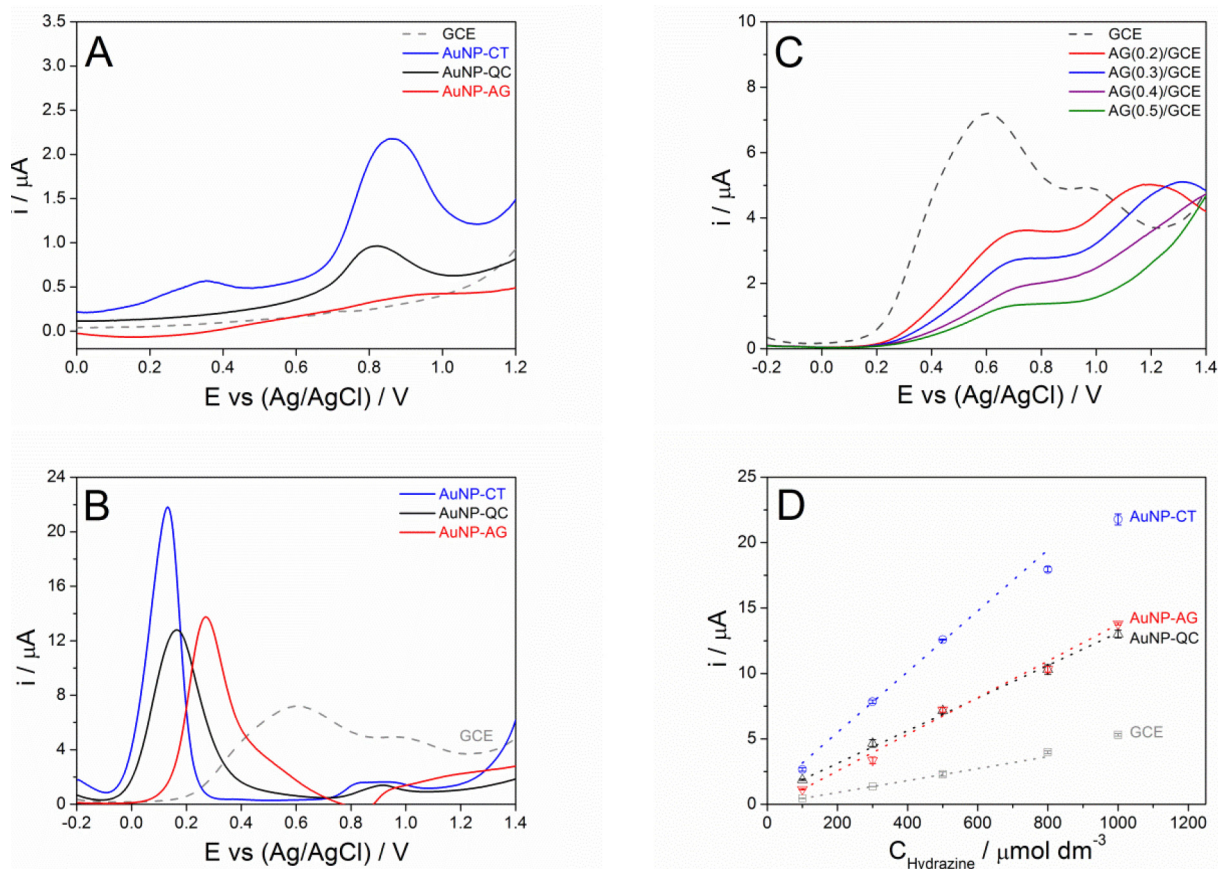 A
3.5
3.0
2.5
2.0
1.5
1.0
0.5
0.0
i / μA
GCE
AuNP-CT
AuNP-QC
AuNP-AG
0.0 0.2 0.4 0.6 0.8 1.0 1.2
E vs (Ag/AgCl) / V
C
10
8
6
4
2
0
i / μA
GCE
AG(0.2)/GCE
AG(0.3)/GCE
AG(0.4)/GCE
AG(0.5)/GCE
-0.2 0.0 0.2 0.4 0.6 0.8 1.0 1.2 1.4
E vs (Ag/AgCl) / V
B
24
20
16
12
8
4
0
i / μA
AuNP-CT
AuNP-QC
AuNP-AG
GCE
-0.2 0.0 0.2 0.4 0.6 0.8 1.0 1.2 1.4
E vs (Ag/AgCl) / V
D
25
20
15
10
5
0
i / μA
AuNP-CT
AuNP-AG
AuNP-QC
GCE
0 200 400 600 800 1000 1200
C_Hydrazine / μmol dm⁻³